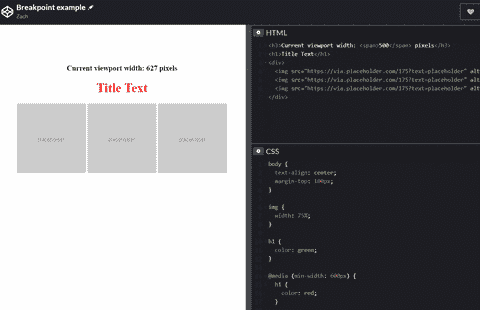 Breakpoint example
Zach
Current viewport width: 627 pixels
Title Text
placeholder placeholder placeholder
HTML
<h3>Current viewport width: <span>500</span> pixels</h3>
<h1>Title Text</h1>
<div>
<img src="https://via.placeholder.com/175?text=placeholder" alt
<img src="https://via.placeholder.com/175?text=placeholder" alt
<img src="https://via.placeholder.com/175?text=placeholder" alt
</div>
CSS
body {
text-align: center;
margin-top: 100px;
}
img {
width: 75%;
}
h1 {
color: green;
}
@media (min-width: 600px) {
h1 {
color: red;
}